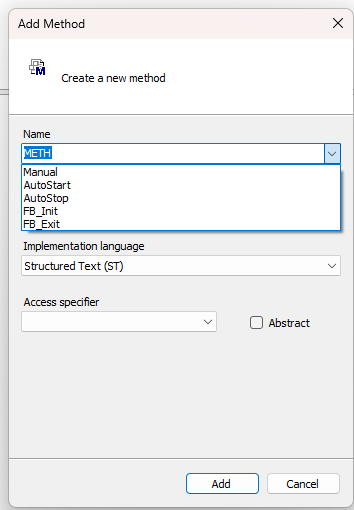 Add Method
M
Create a new method
Name
METH
Manual
AutoStart
AutoStop
FB_Init
FB_Exit
Implementation language
Structured Text (ST)
Access specifier
Abstract
Add
Cancel